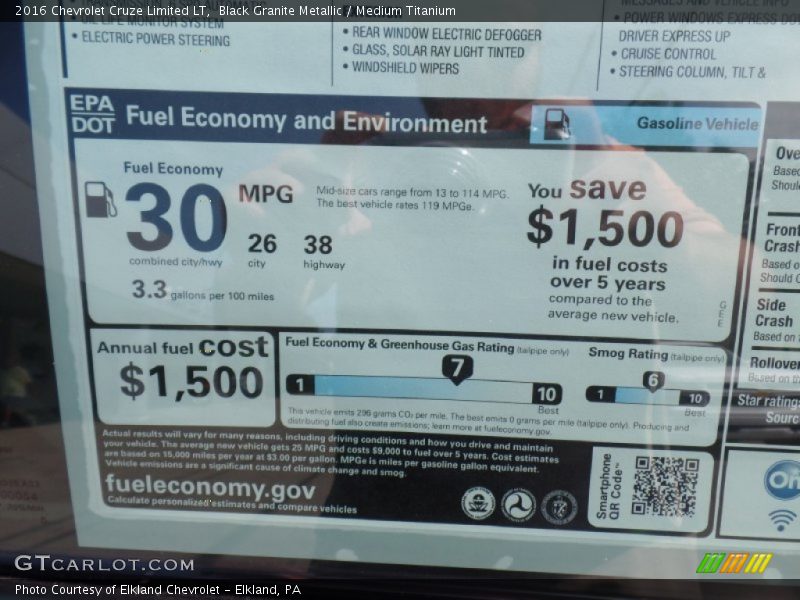 2016 Chevrolet Cruze Limited LT, Black Granite Metallic / Medium Titanium
• OIL LIFE MONITOR SYSTEM
• ELECTRIC POWER STEERING
• REAR WINDOW ELECTRIC DEFOGGER
• GLASS, SOLAR RAY LIGHT TINTED
• WINDSHIELD WIPERS
• POWER WINDOWS EXPRESS
DRIVER EXPRESS UP
• CRUISE CONTROL
• STEERING COLUMN, TILT &
EPA
DOT
Fuel Economy and Environment
Gasoline Vehicle
Fuel Economy
30 MPG
combined city/hwy
26
city
38
highway
3.3 gallons per 100 miles
Mid-size cars range from 13 to 114 MPG.
The best vehicle rates 119 MPGe.
You save
$1,500
in fuel costs
over 5 years
compared to the
average new vehicle.
G
E
E
Annual fuel cost
$1,500
Fuel Economy & Greenhouse Gas Rating (tailpipe only)
7
1
10
Best
Smog Rating (tailpipe only)
6
1
10
Best
This vehicle emits 296 grams CO₂ per mile. The best emits 0 grams per mile (tailpipe only). Producing and
distributing fuel also create emissions; learn more at fueleconomy.gov.
Actual results will vary for many reasons, including driving conditions and how you drive and maintain
your vehicle. The average new vehicle gets 25 MPG and costs $9,000 to fuel over 5 years. Cost estimates
are based on 15,000 miles per year at $3.00 per gallon. MPGe is miles per gasoline gallon equivalent.
Vehicle emissions are a significant cause of climate change and smog.
fueleconomy.gov
Calculate personalized estimates and compare vehicles
Smartphone
QR Code™
Side
Crash
Star ratings
GTCARLOT.COM
Photo Courtesy of Elkland Chevrolet - Elkland, PA